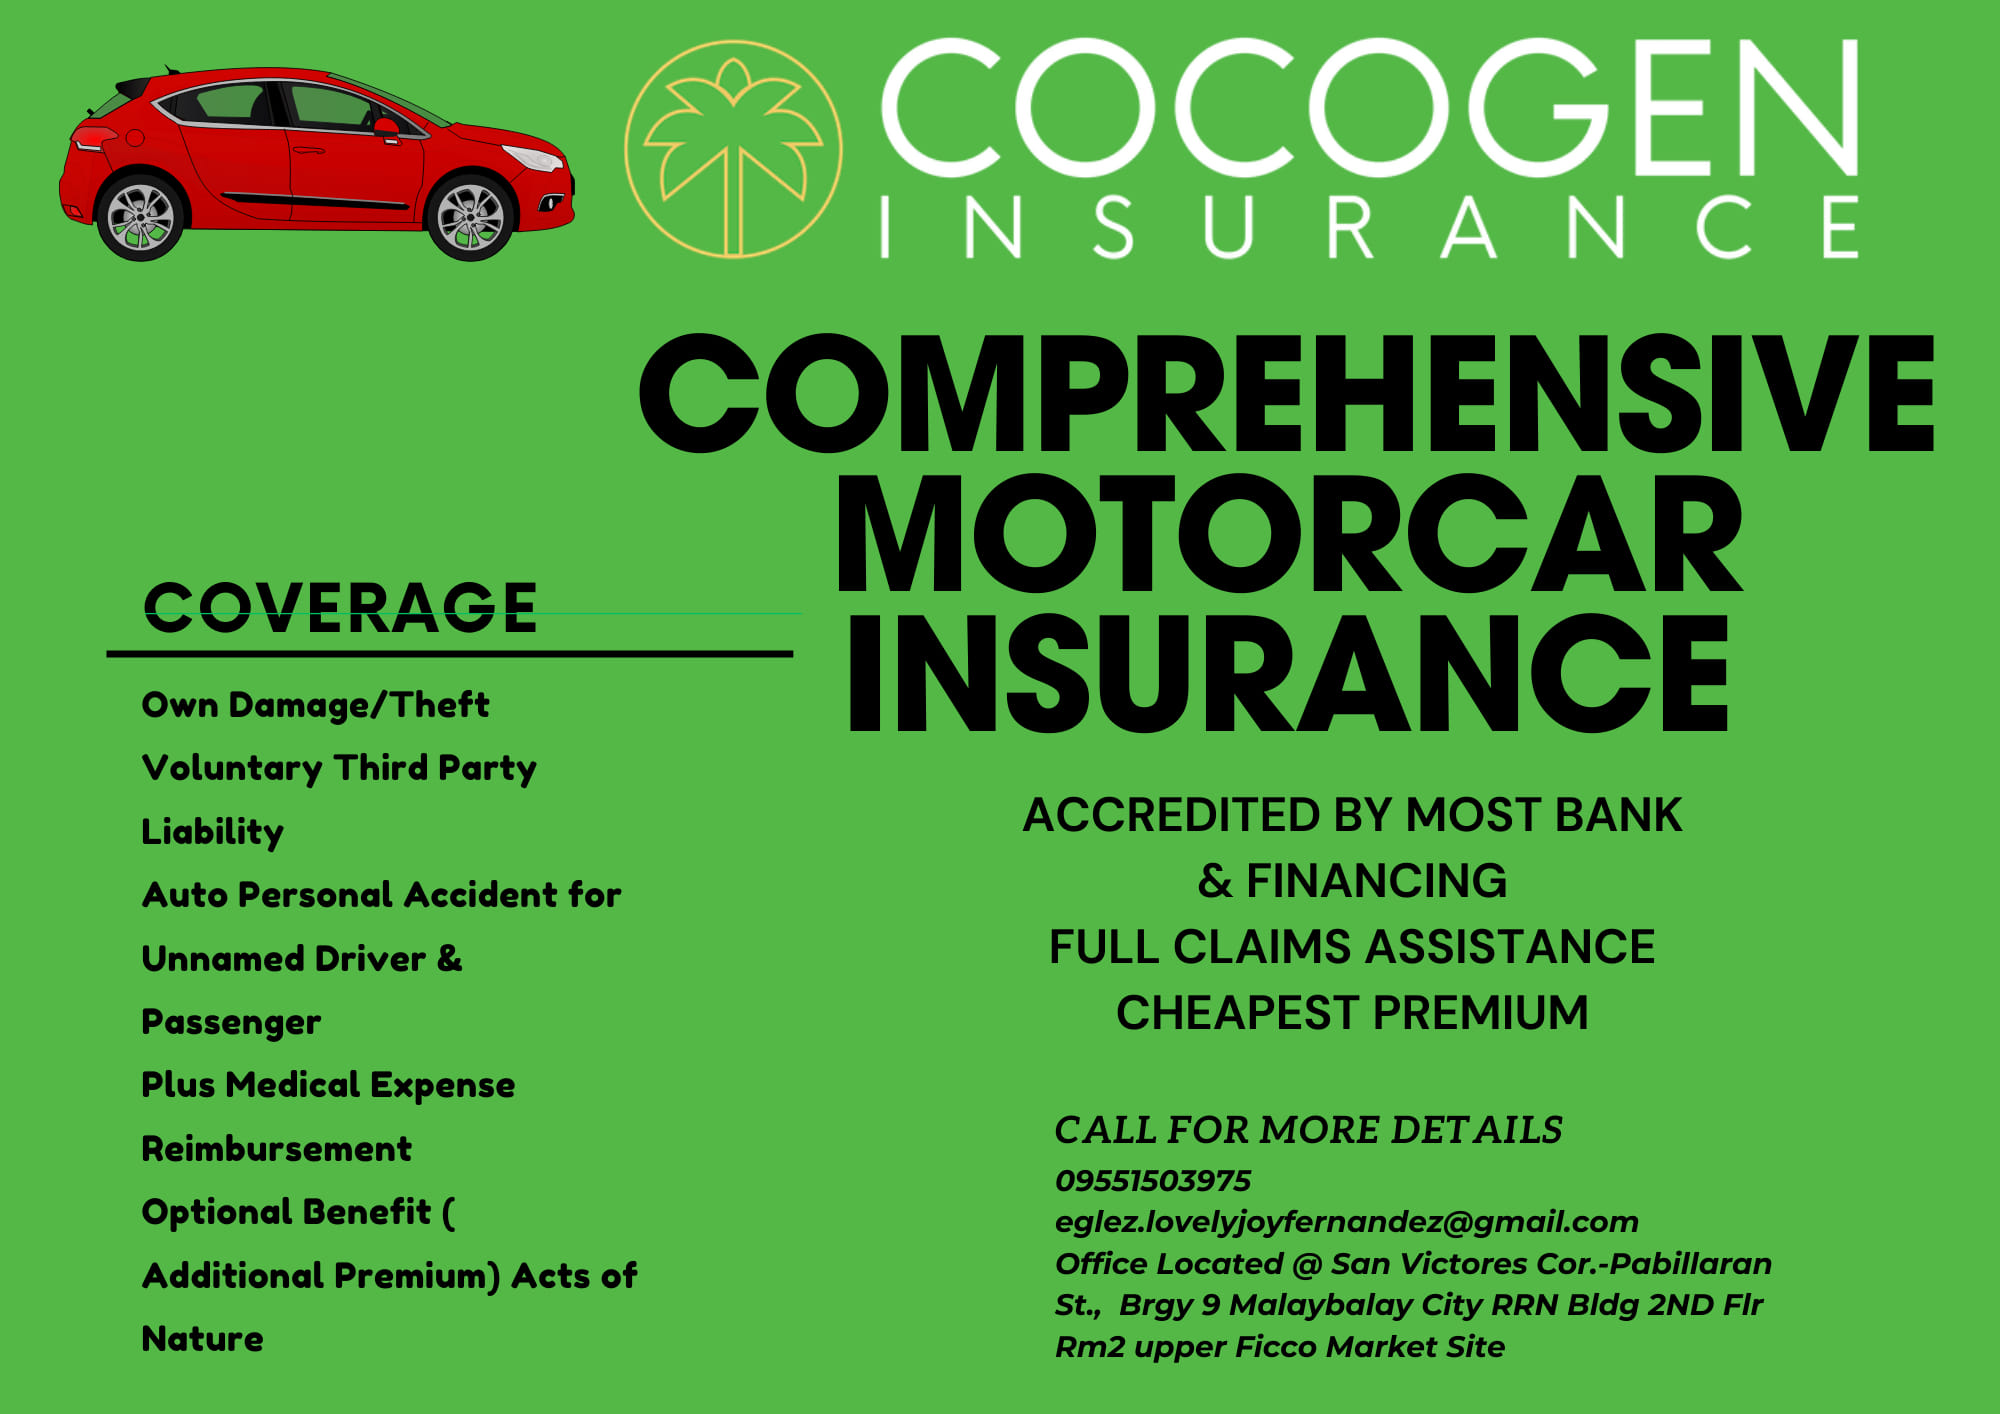 COCOGEN
INSURANCE
COMPREHENSIVE
MOTORCAR
INSURANCE
COVERAGE
Own Damage/Theft
Voluntary Third Party
Liability
Auto Personal Accident for
Unnamed Driver &
Passenger
Plus Medical Expense
Reimbursement
Optional Benefit (
Additional Premium) Acts of
Nature
ACCREDITED BY MOST BANK
& FINANCING
FULL CLAIMS ASSISTANCE
CHEAPEST PREMIUM
CALL FOR MORE DETAILS
09551503975
eglez.lovelyjoyfernandez@gmail.com
Office Located @ San Victores Cor.-Pabillaran
St.,  Brgy 9 Malaybalay City RRN Bldg 2ND Flr
Rm2 upper Ficco Market Site